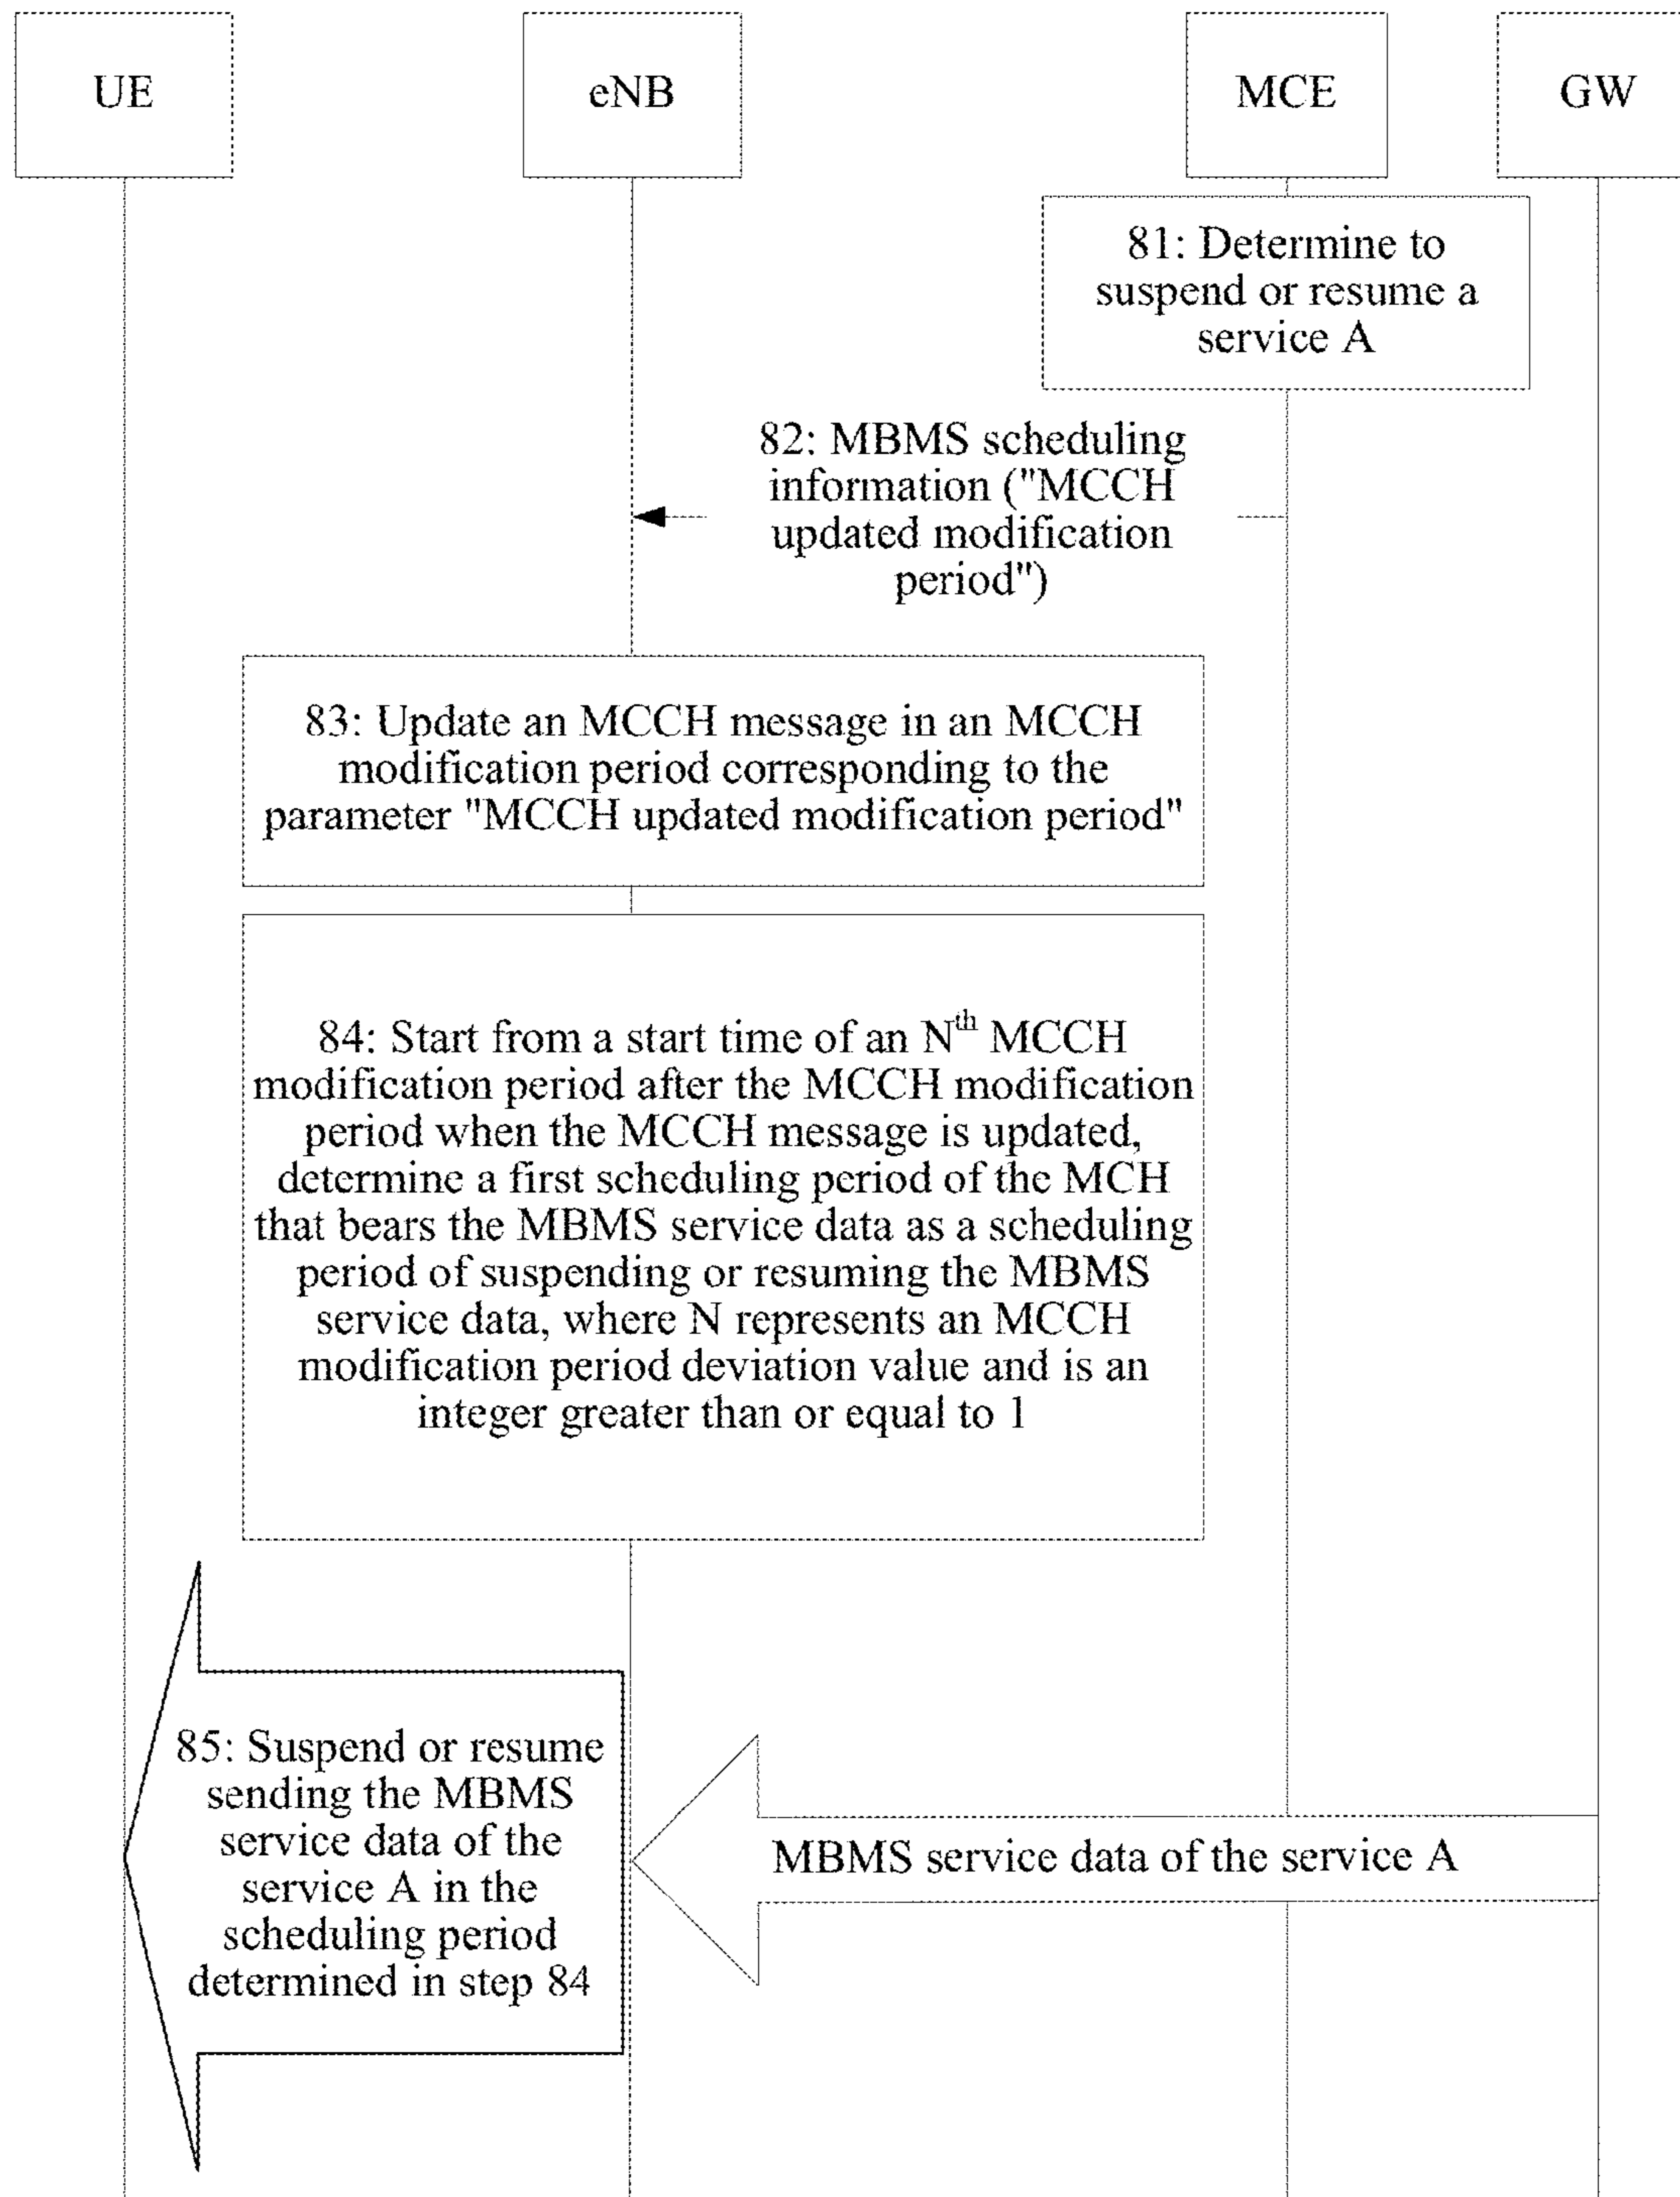 UE
eNB
MCE
GW
81: Determine to
suspend or resume a
service A
82: MBMS scheduling
information ("MCCH
updated modification
period")
83: Update an MCCH message in an MCCH
modification period corresponding to the
parameter "MCCH updated modification period"
84: Start from a start time of an Nth MCCH
modification period after the MCCH modification
period when the MCCH message is updated,
determine a first scheduling period of the MCH
that bears the MBMS service data as a scheduling
period of suspending or resuming the MBMS
service data, where N represents an MCCH
modification period deviation value and is an
integer greater than or equal to 1
85: Suspend or resume
sending the MBMS
service data of the
service A in the
scheduling period
determined in step 84
MBMS service data of the service A